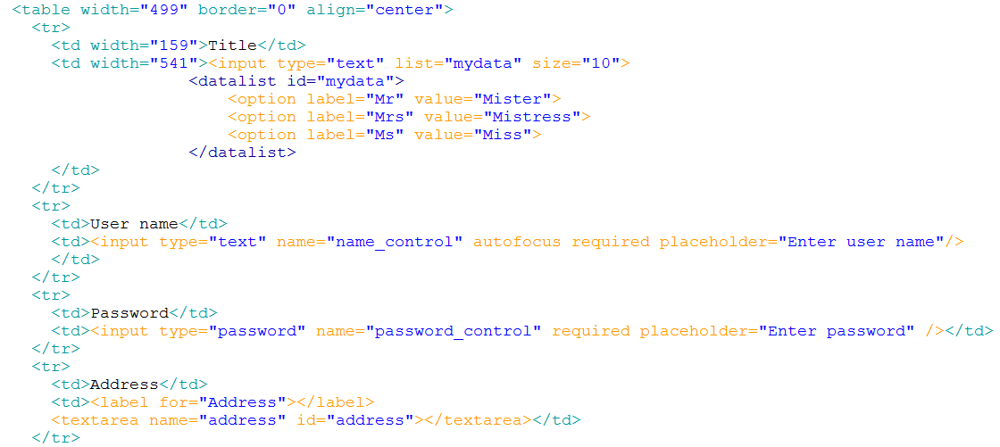 <table width="499" border="0" align="center">
  <tr>
    <td width="159">Title</td>
    <td width="541"><input type="text" list="mydata" size="10">
                  <datalist id="mydata">
                      <option label="Mr" value="Mister">
                      <option label="Mrs" value="Mistress">
                      <option label="Ms" value="Miss">
                  </datalist>
    </td>
  </tr>
  <tr>
    <td>User name</td>
    <td><input type="text" name="name_control" autofocus required placeholder="Enter user name"/>
    </td>
  </tr>
  <tr>
    <td>Password</td>
    <td><input type="password" name="password_control" required placeholder="Enter password" /></td>
  </tr>
  <tr>
    <td>Address</td>
    <td><label for="Address"></label>
    <textarea name="address" id="address"></textarea></td>
  </tr>